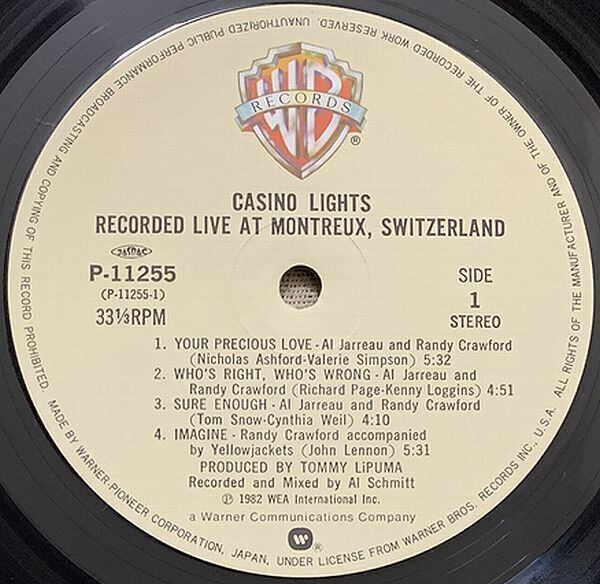 WB
RECORDS
®
CASINO LIGHTS
RECORDED LIVE AT MONTREUX, SWITZERLAND
P-11255
(P-11255-1)
33⅓RPM
SIDE
1
STEREO
1. YOUR PRECIOUS LOVE - Al Jarreau and Randy Crawford
(Nicholas Ashford-Valerie Simpson) 5:32
2. WHO'S RIGHT, WHO'S WRONG - Al Jarreau and
Randy Crawford (Richard Page-Kenny Loggins) 4:51
3. SURE ENOUGH - Al Jarreau and Randy Crawford
(Tom Snow-Cynthia Weil) 4:10
4. IMAGINE - Randy Crawford accompanied
by Yellowjackets (John Lennon) 5:31
PRODUCED BY TOMMY LiPUMA
Recorded and Mixed by Al Schmitt
℗ 1982 WEA International Inc.
a Warner Communications Company
®
MADE BY WARNER-PIONEER CORPORATION, JAPAN, UNDER LICENSE FROM WARNER BROS. RECORDS INC., U.S.A. ALL RIGHTS OF THE MANUFACTURER AND OF THE OWNER OF THE RECORDED WORK RESERVED. UNAUTHORIZED PUBLIC PERFORMANCE BROADCASTING AND COPYING OF THIS RECORD PROHIBITED.